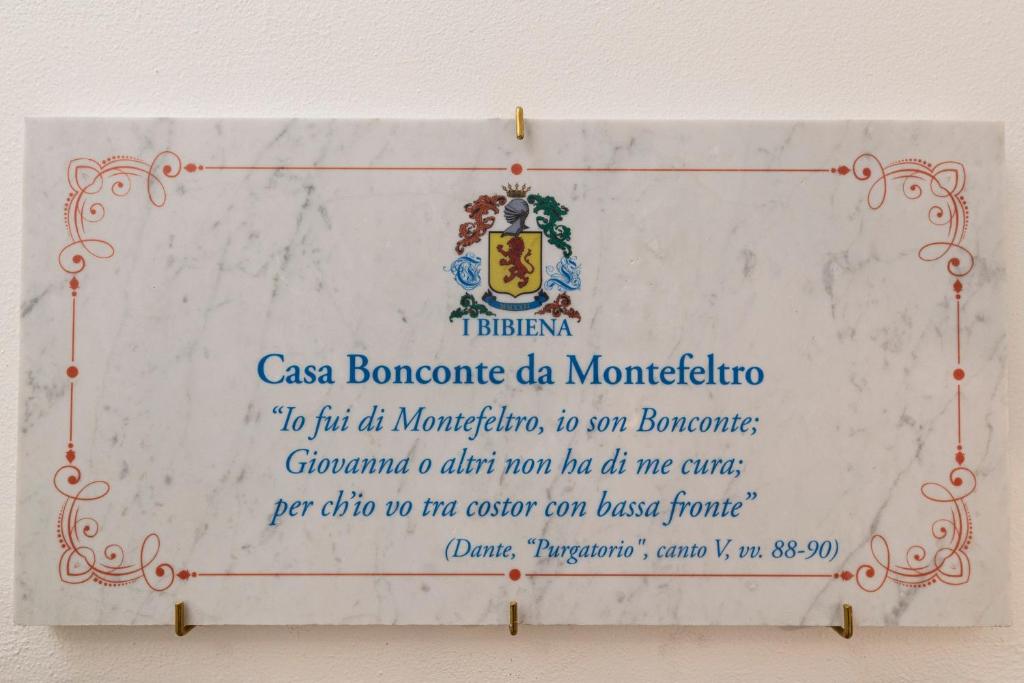 I BIBIENA
Casa Bonconte da Montefeltro
“Io fui di Montefeltro, io son Bonconte;
Giovanna o altri non ha di me cura;
per ch’io vo tra costor con bassa fronte”
(Dante, “Purgatorio", canto V, vv. 88-90)